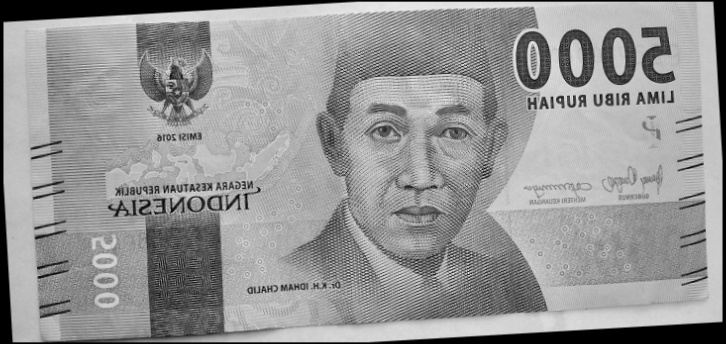 5000
LIMA RIBU RUPIAH
EMISI 2016
NEGARA KESATUAN REPUBLIK
INDONESIA
GUBERNUR
MENTERI KEUANGAN
5000
Dr. K.H. IDHAM CHALID